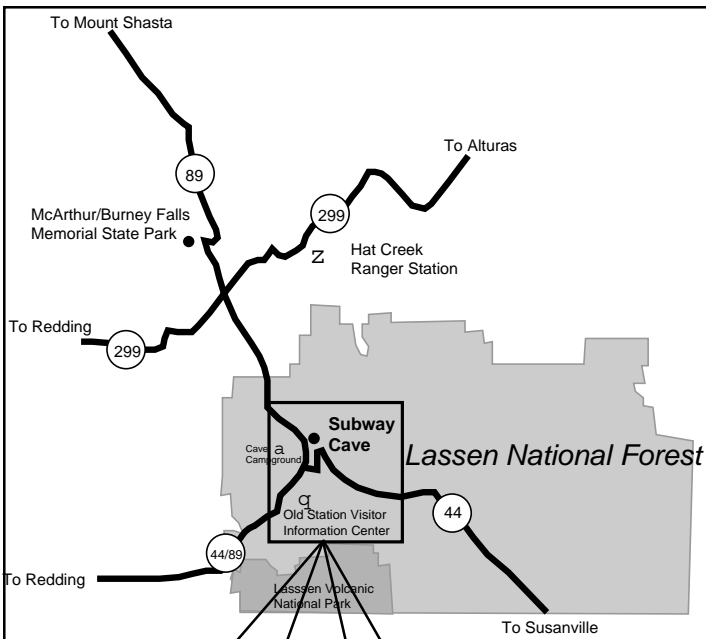 To Mount Shasta
To Alturas
89
McArthur/Burney Falls
Memorial State Park
299
z
Hat Creek
Ranger Station
To Redding
299
Subway
Cave
Cave a
Campground
Lassen National Forest
q
Old Station Visitor
Information Center
44
44/89
To Redding
Lasssen Volcanic
National Park
To Susanville